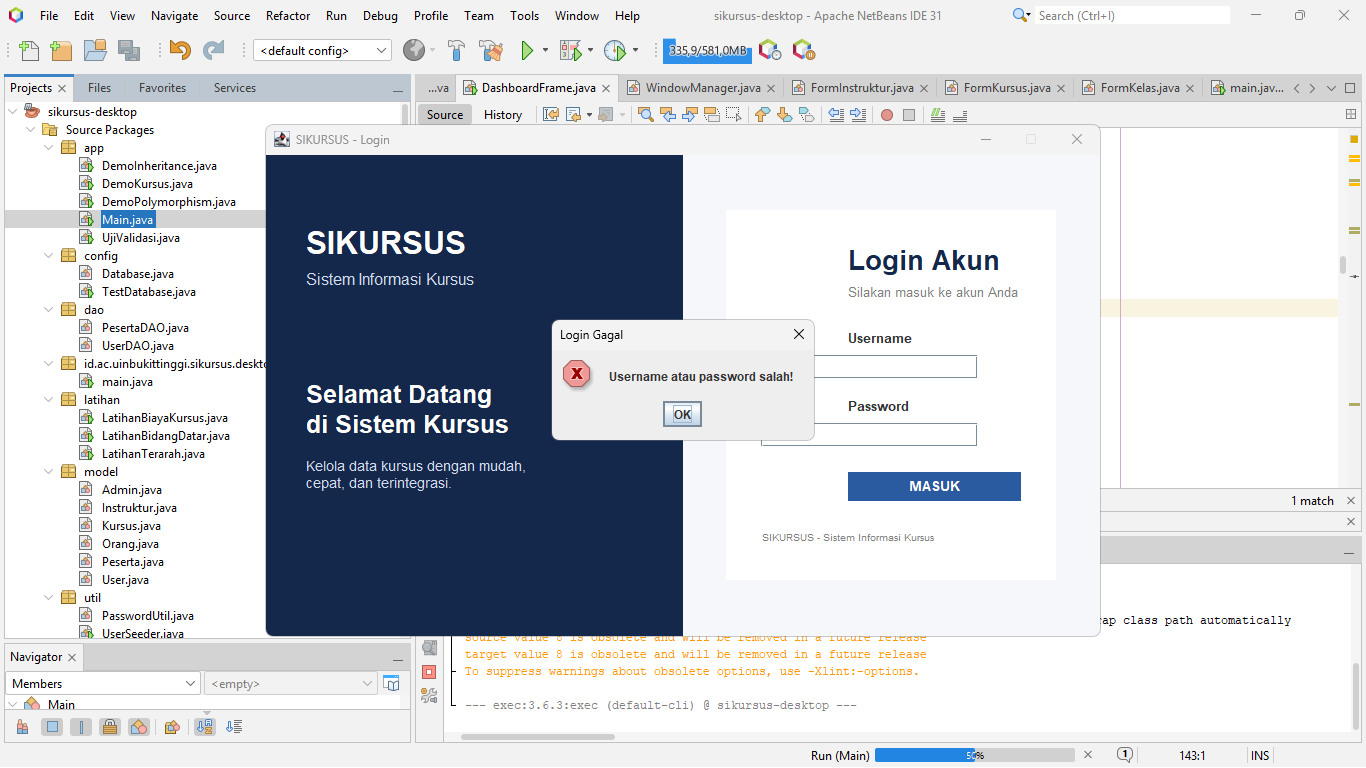 File Edit View Navigate Source Refactor Run Debug Profile Team Tools Window Help
sikursus-desktop - Apache NetBeans IDE 31
Search (Ctrl+I)
<default config>
335,9/581,0MB
Projects Files Favorites Services
...va DashboardFrame.java WindowManager.java FormInstruktur.java FormKursus.java FormKelas.java main.jav...
Source History
sikursus-desktop
Source Packages
app
DemoInheritance.java
DemoKursus.java
DemoPolymorphism.java
Main.java
UjiValidasi.java
config
Database.java
TestDatabase.java
dao
PesertaDAO.java
UserDAO.java
id.ac.uinbukittinggi.sikursus.deskto
main.java
latihan
LatihanBiayaKursus.java
LatihanBidangDatar.java
LatihanTerarah.java
model
Admin.java
Instruktur.java
Kursus.java
Orang.java
Peserta.java
User.java
util
PasswordUtil.java
UserSeeder.java
Navigator
Members
<empty>
Main
SIKURSUS - Login
SIKURSUS
Sistem Informasi Kursus
Selamat Datang
di Sistem Kursus
Kelola data kursus dengan mudah,
cepat, dan terintegrasi.
Login Akun
Silakan masuk ke akun Anda
Username
Password
MASUK
SIKURSUS - Sistem Informasi Kursus
Login Gagal
Username atau password salah!
OK
1 match
rap class path automatically
source value 8 is obsolete and will be removed in a future release
target value 8 is obsolete and will be removed in a future release
To suppress warnings about obsolete options, use -Xlint:-options.
--- exec:3.6.3:exec (default-cli) @ sikursus-desktop ---
Run (Main)
50%
1
143:1
INS